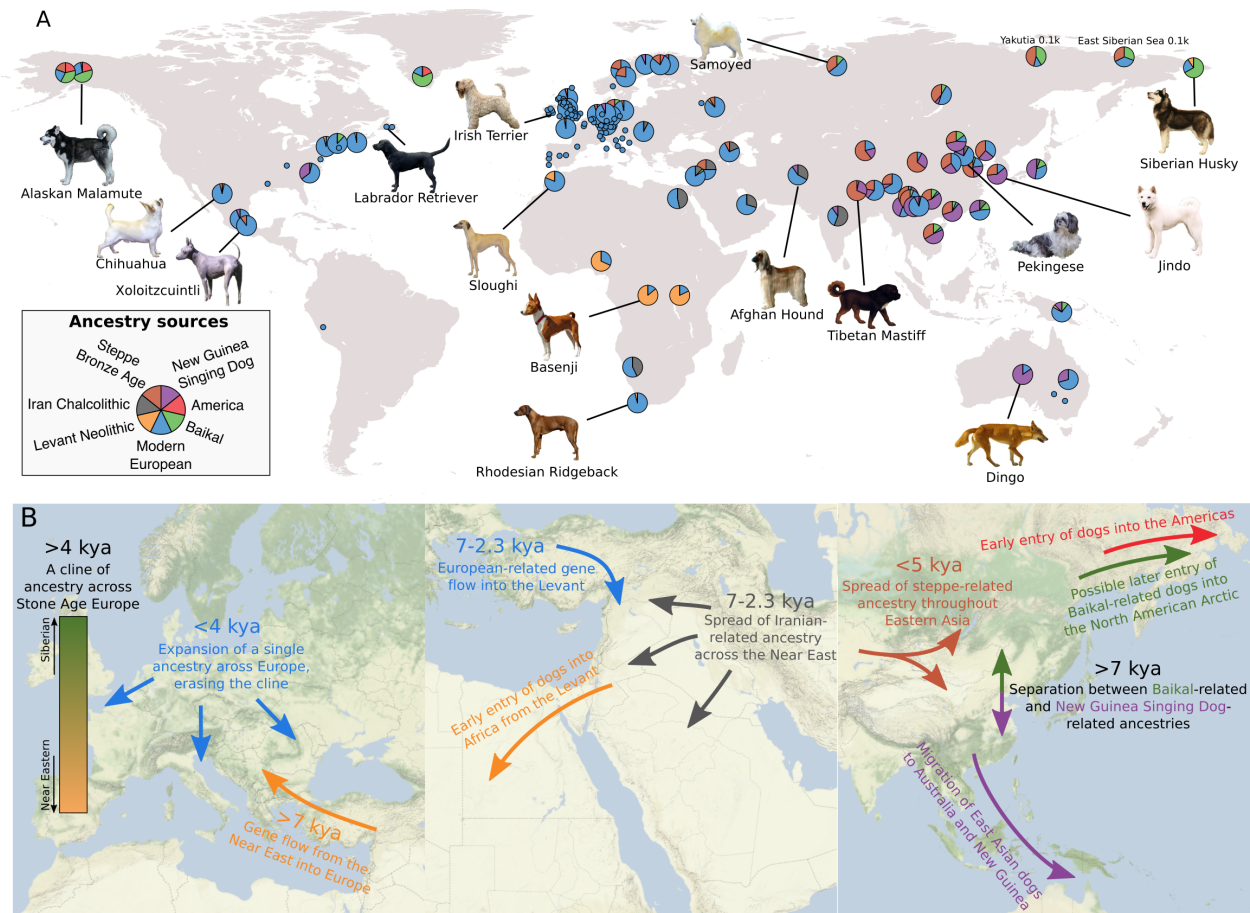 A
Samoyed
Yakutia 0.1k
East Siberian Sea 0.1k
Irish Terrier
Alaskan Malamute
Labrador Retriever
Siberian Husky
Chihuahua
Xoloitzcuintli
Sloughi
Pekingese
Jindo
Afghan Hound
Tibetan Mastiff
Basenji
Rhodesian Ridgeback
Dingo
Ancestry sources
Steppe
Bronze Age
New Guinea
Singing Dog
Iran Chalcolithic
America
Levant Neolithic
Baikal
Modern
European
B
>4 kya
A cline of
ancestry across
Stone Age Europe
Siberian
Near Eastern
<4 kya
Expansion of a single
ancestry aross Europe,
erasing the cline
>7 kya
Gene flow from the
Near East into Europe
7-2.3 kya
European-related gene
flow into the Levant
7-2.3 kya
Spread of Iranian-
related ancestry
across the Near East
Early entry of dogs into
Africa from the Levant
Early entry of dogs into the Americas
<5 kya
Spread of steppe-related
ancestry throughout
Eastern Asia
Possible later entry of
Baikal-related dogs into
the North American Arctic
>7 kya
Separation between Baikal-related
and New Guinea Singing Dog-
related ancestries
Migration of East Asian dogs
to Australia and New Guinea